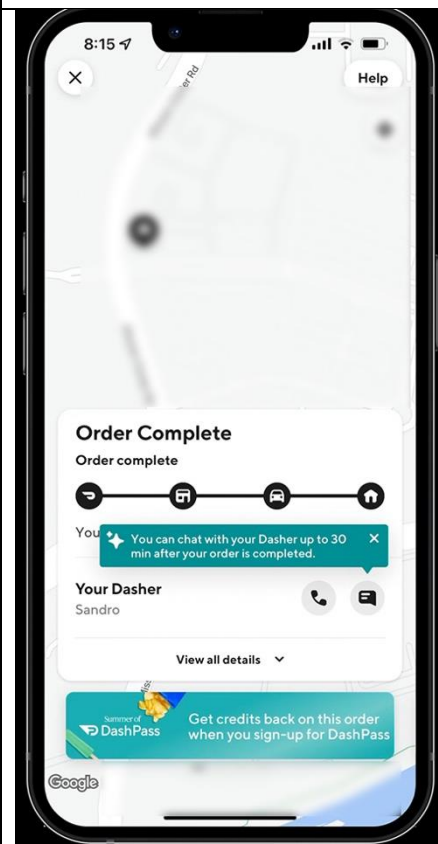 8:15
er Rd
Help
Order Complete
Order complete
You
You can chat with your Dasher up to 30
min after your order is completed.
Your Dasher
Sandro
View all details
Summer of
DashPass
Get credits back on this order
when you sign-up for DashPass
Google